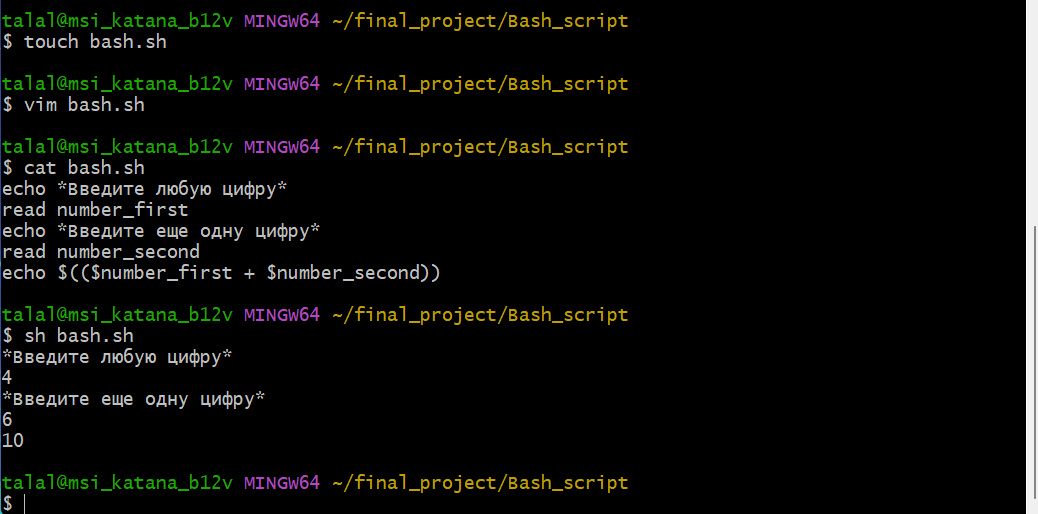 talal@msi_katana_b12v MINGW64 ~/final_project/Bash_script
$ touch bash.sh
talal@msi_katana_b12v MINGW64 ~/final_project/Bash_script
$ vim bash.sh
talal@msi_katana_b12v MINGW64 ~/final_project/Bash_script
$ cat bash.sh
echo *Введите любую цифру*
read number_first
echo *Введите еще одну цифру*
read number_second
echo $(($number_first + $number_second))
talal@msi_katana_b12v MINGW64 ~/final_project/Bash_script
$ sh bash.sh
*Введите любую цифру*
4
*Введите еще одну цифру*
6
10
talal@msi_katana_b12v MINGW64 ~/final_project/Bash_script
$